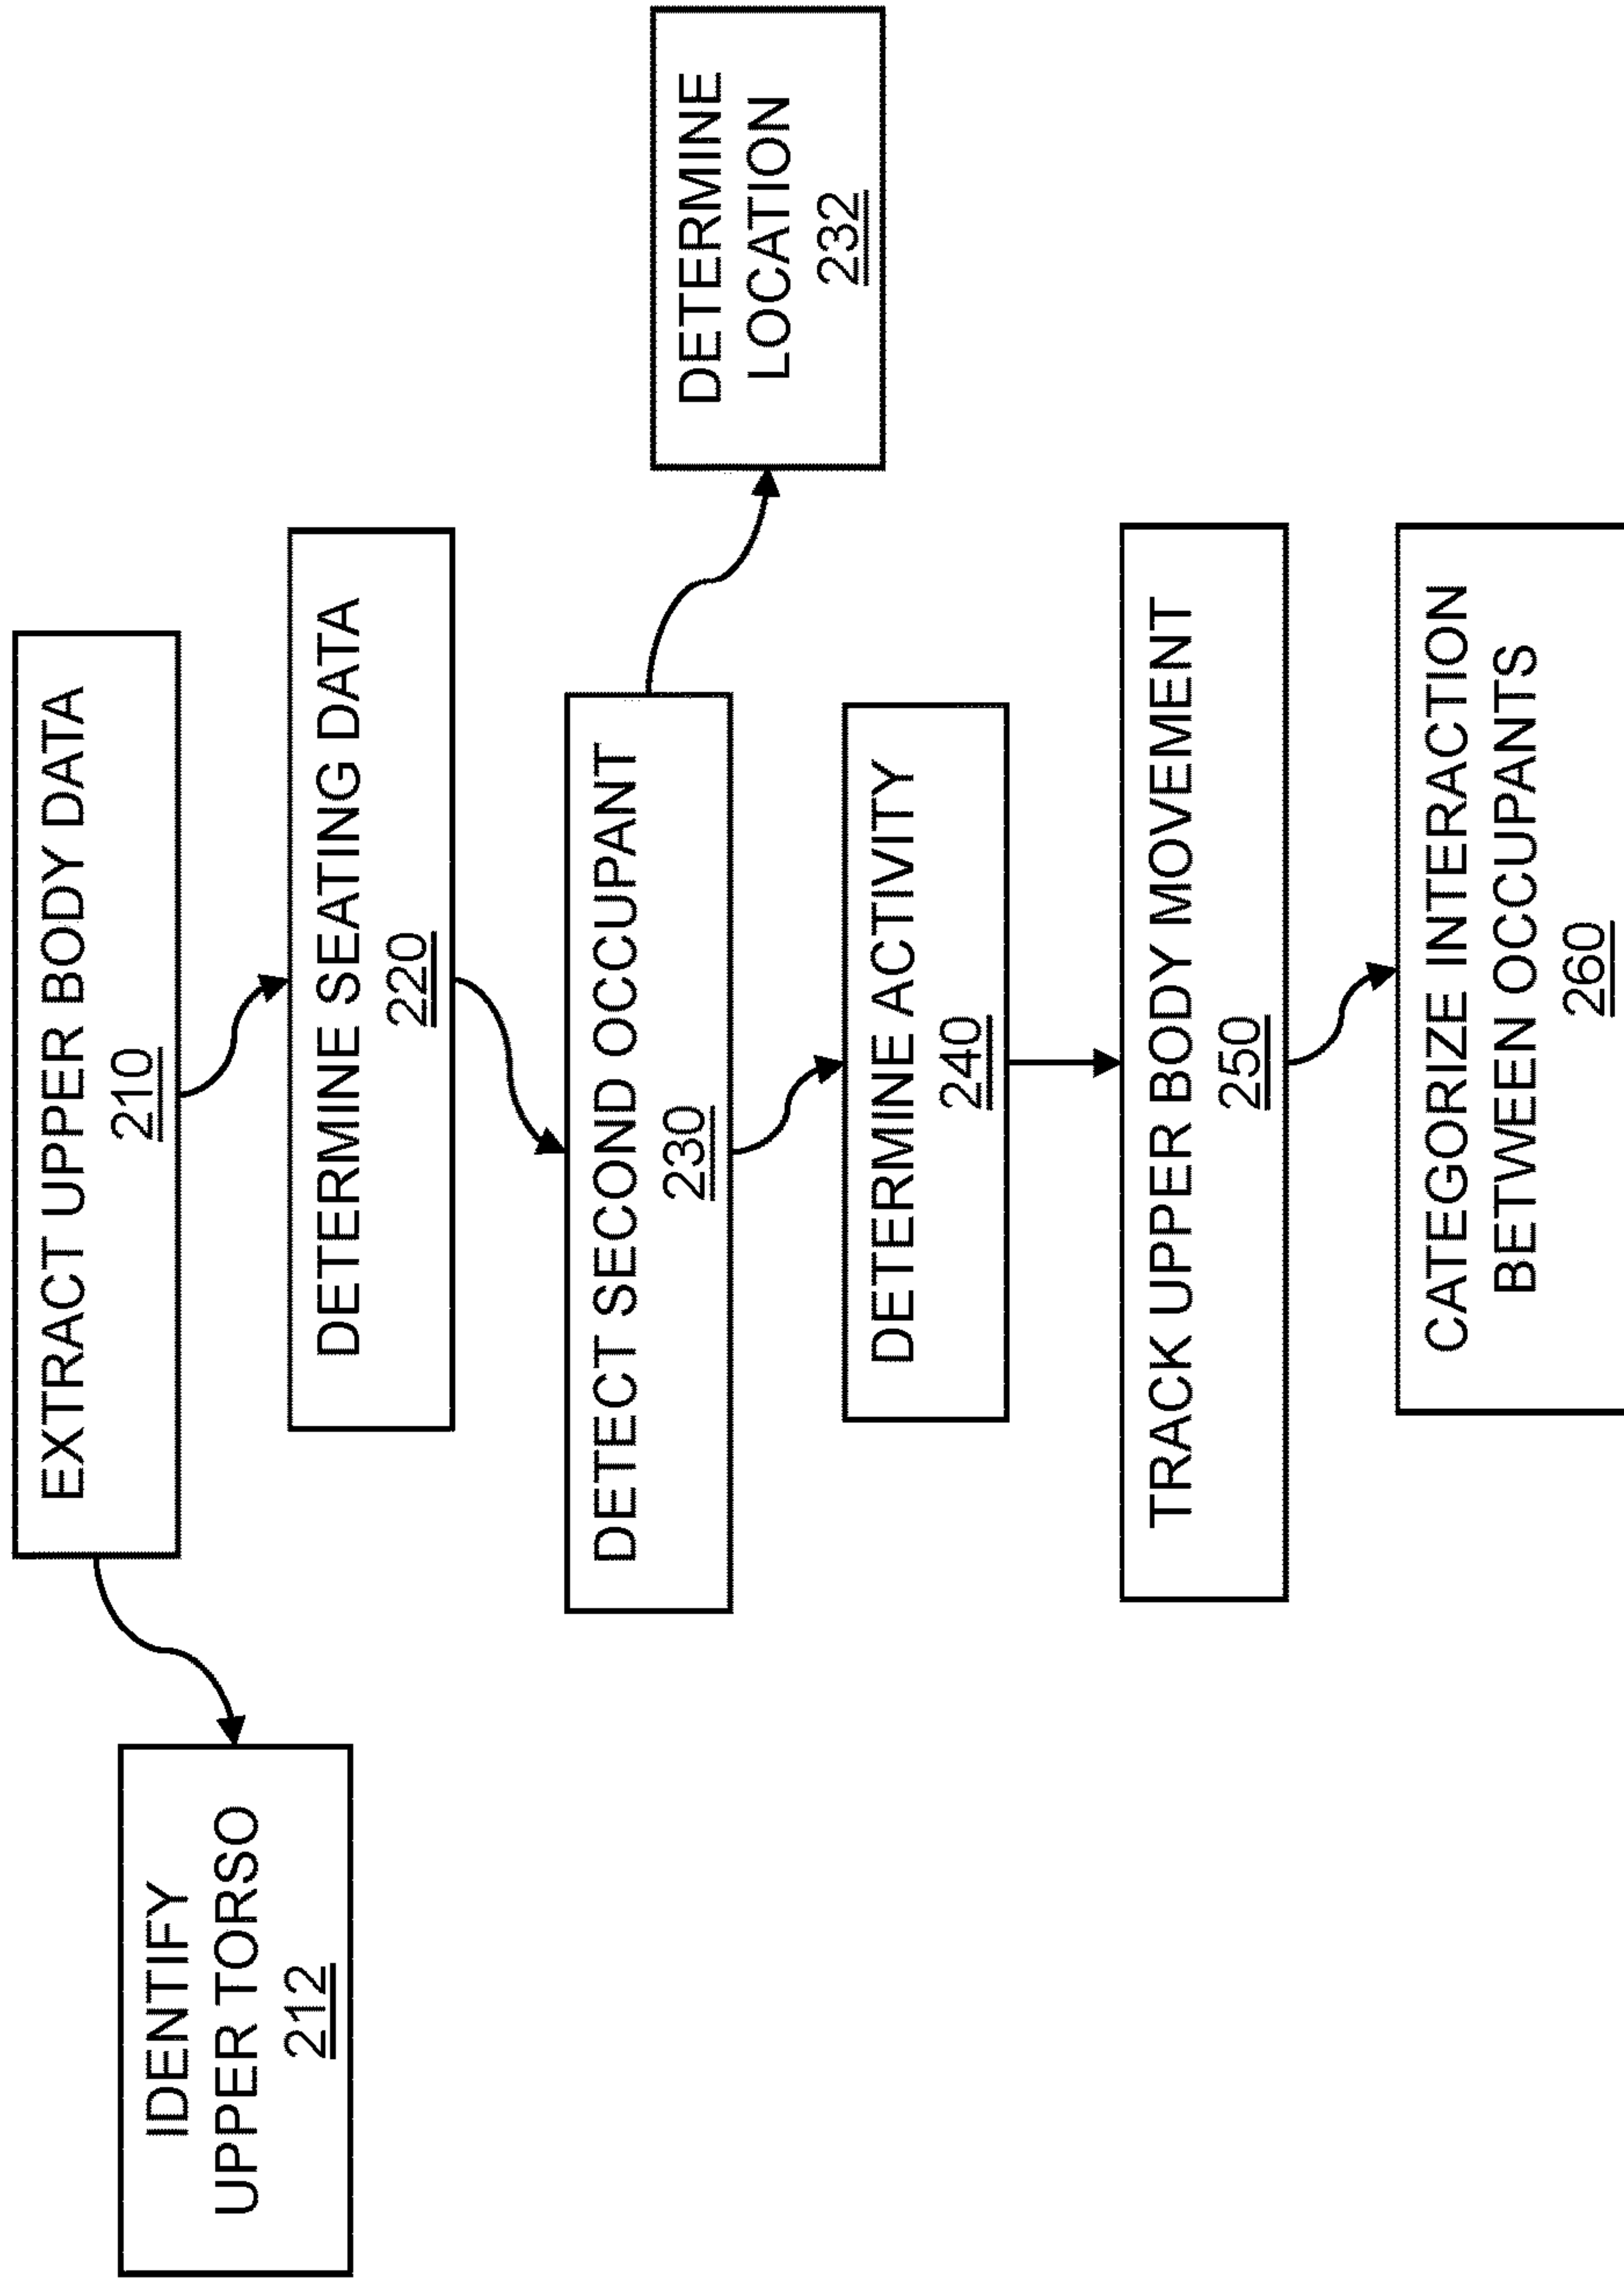 EXTRACT UPPER BODY DATA
210
IDENTIFY
UPPER TORSO
212
DETERMINE SEATING DATA
220
DETECT SECOND OCCUPANT
230
DETERMINE
LOCATION
232
DETERMINE ACTIVITY
240
TRACK UPPER BODY MOVEMENT
250
CATEGORIZE INTERACTION
BETWEEN OCCUPANTS
260